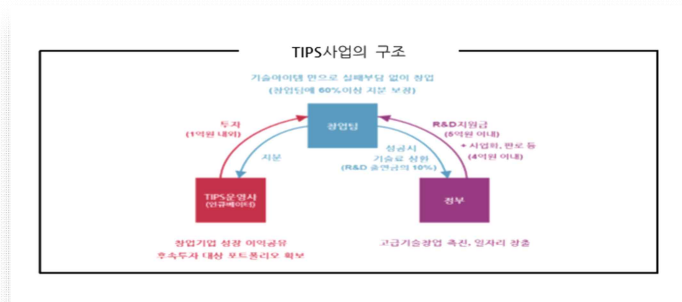 TIPS사업의 구조
기술아이템 만으로 실패부담 없이 창업
(창업팀에 60%이상 지분 보장)
창업팀
투자
(1억원 내외)
지분
R&D지원금
(5억원 이내)
+ 사업화, 판로 등
(4억원 이내)
성공시
기술료 상환
(R&D 출연금의 10%)
TIPS운영사
(인큐베이터)
정부
창업기업 성장 이익공유
후속투자 대상 포트폴리오 확보
고급기술창업 촉진, 일자리 창출